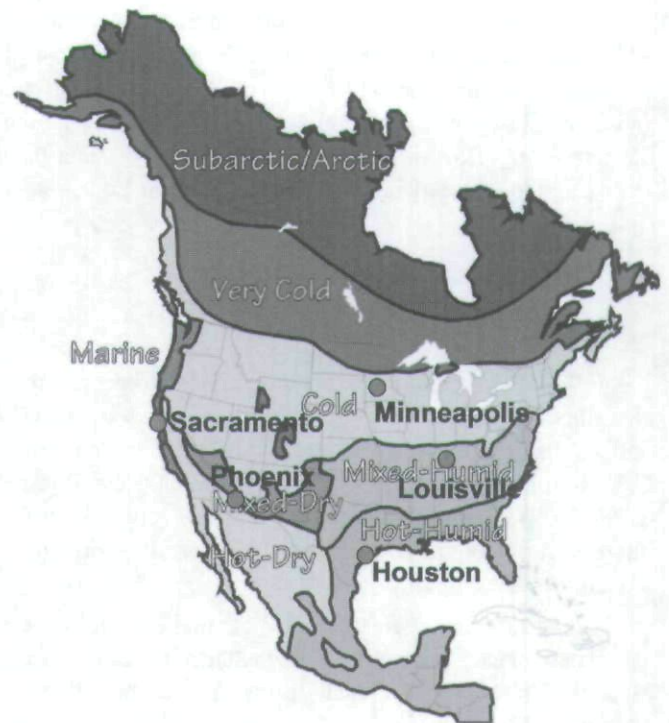 Subarctic/Arctic
Very Cold
Marine
Cold
Minneapolis
Sacramento
Phoenix
Mixed-Humid
Louisville
Mixed-Dry
Hot-Humid
Hot-Dry
Houston